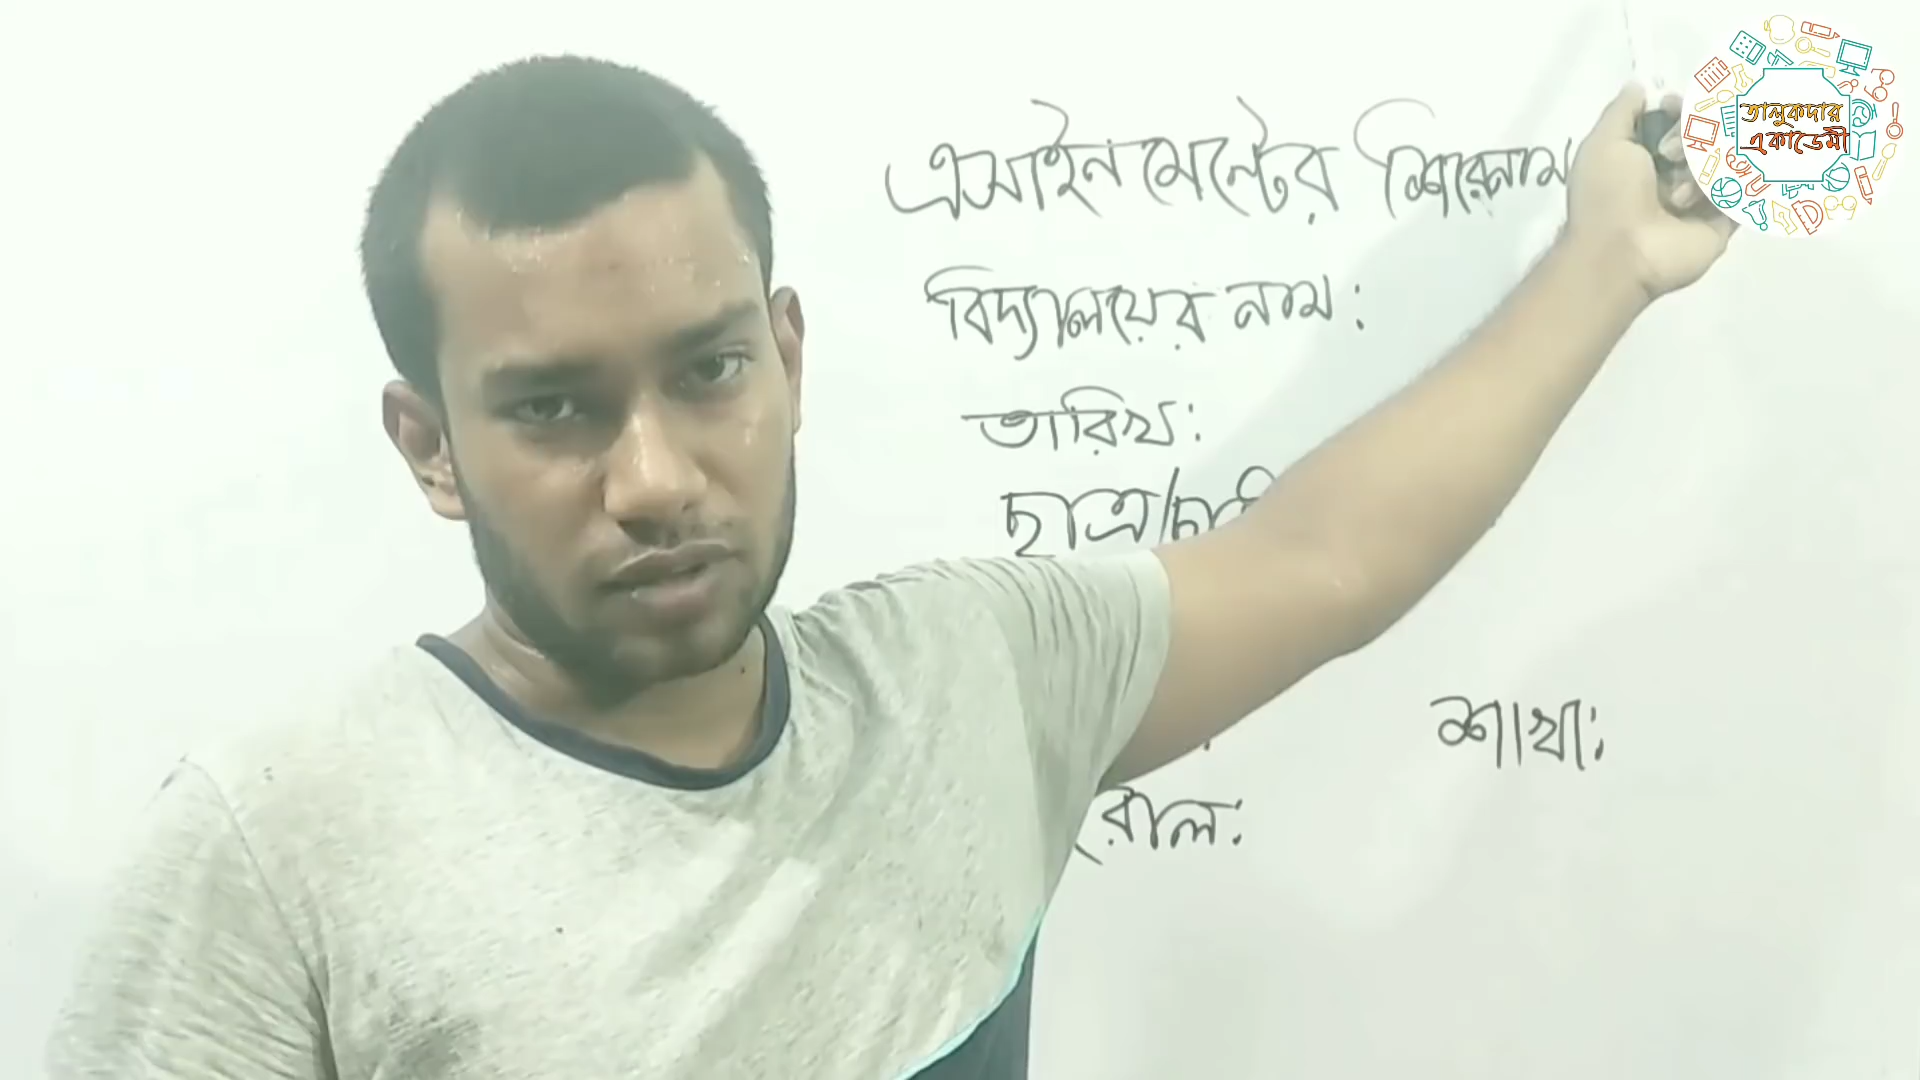 এসাইনমেন্টের শিরোনাম
বিদ্যালয়ের নাম :
তারিখ :
ছাত্র/
শাখা :
রোল :
তালুকদার
একাডেমী